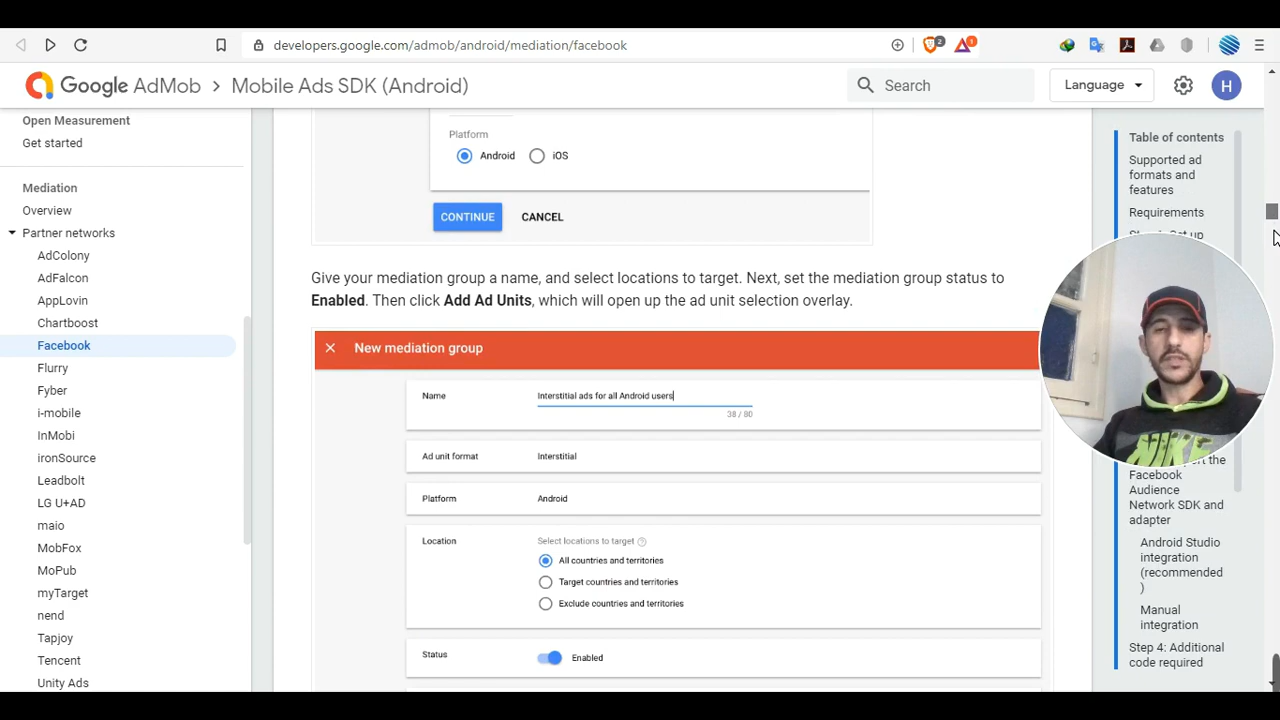 developers.google.com/admob/android/mediation/facebook
2
1
Google AdMob
Mobile Ads SDK (Android)
Search
Language
H
Open Measurement
Get started
Mediation
Overview
Partner networks
AdColony
AdFalcon
AppLovin
Chartboost
Facebook
Flurry
Fyber
i-mobile
InMobi
ironSource
Leadbolt
LG U+AD
maio
MobFox
MoPub
myTarget
nend
Tapjoy
Tencent
Unity Ads
Platform
Android
iOS
CONTINUE
CANCEL
Give your mediation group a name, and select locations to target. Next, set the mediation group status to
Enabled. Then click Add Ad Units, which will open up the ad unit selection overlay.
New mediation group
Name
Interstitial ads for all Android users
38 / 80
Ad unit format
Interstitial
Platform
Android
Location
Select locations to target
All countries and territories
Target countries and territories
Exclude countries and territories
Status
Enabled
Table of contents
Supported ad
formats and
features
Requirements
the
Facebook
Audience
Network SDK and
adapter
Android Studio
integration
(recommended
)
Manual
integration
Step 4: Additional
code required